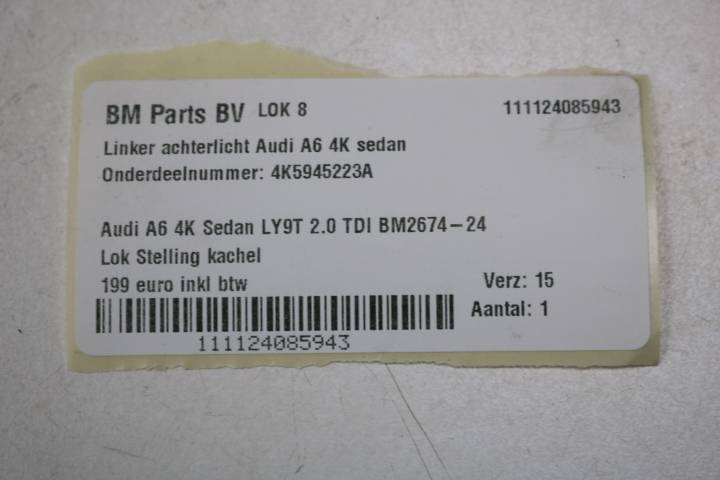 BM Parts BV LOK 8 111124085943
Linker achterlicht Audi A6 4K sedan
Onderdeelnummer: 4K5945223A
Audi A6 4K Sedan LY9T 2.0 TDI BM2674-24
Lok Stelling kachel
199 euro inkl btw Verz: 15
Aantal: 1
111124085943